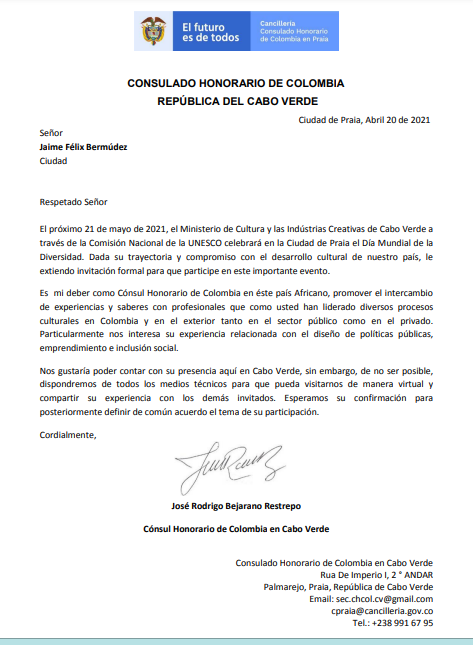 El futuro
es de todos
Cancillería
Consulado Honorario
de Colombia en Praia
CONSULADO HONORARIO DE COLOMBIA
REPÚBLICA DEL CABO VERDE
Ciudad de Praia, Abril 20 de 2021
Señor
Jaime Félix Bermúdez
Ciudad
Respetado Señor
El próximo 21 de mayo de 2021, el Ministerio de Cultura y las Indústrias Creativas de Cabo Verde a
través de la Comisión Nacional de la UNESCO celebrará en la Ciudad de Praia el Día Mundial de la
Diversidad. Dada su trayectoria y compromiso con el desarrollo cultural de nuestro país, le
extiendo invitación formal para que participe en este importante evento.
Es mi deber como Cónsul Honorario de Colombia en éste país Africano, promover el intercambio
de experiencias y saberes con profesionales que como usted han liderado diversos procesos
culturales en Colombia y en el exterior tanto en el sector público como en el privado.
Particularmente nos interesa su experiencia relacionada con el diseño de políticas públicas,
emprendimiento e inclusión social.
Nos gustaría poder contar con su presencia aquí en Cabo Verde, sin embargo, de no ser posible,
dispondremos de todos los medios técnicos para que pueda visitarnos de manera virtual y
compartir su experiencia con los demás invitados. Esperamos su confirmación para
posteriormente definir de común acuerdo el tema de su participación.
Cordialmente,
José Rodrigo Bejarano Restrepo
Cónsul Honorario de Colombia en Cabo Verde
Consulado Honorario de Colombia en Cabo Verde
Rua De Imperio I, 2 ° ANDAR
Palmarejo, Praia, República de Cabo Verde
Email: sec.chcol.cv@gmail.com
cpraia@cancilleria.gov.co
Tel.: +238 991 67 95